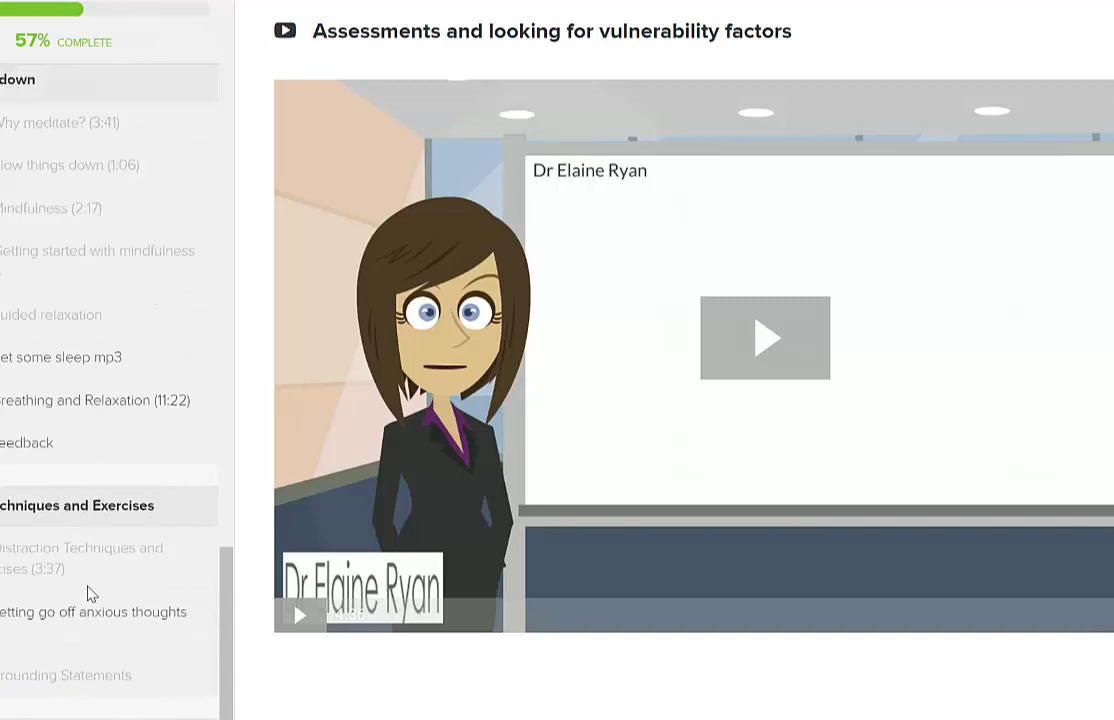 57% COMPLETE
down
Why meditate? (3:41)
low things down (1:06)
Mindfulness (2:17)
Getting started with mindfulness
uided relaxation
et some sleep mp3
reathing and Relaxation (11:22)
eedback
chniques and Exercises
Distraction Techniques and
cises (3:37)
etting go off anxious thoughts
rounding Statements
Assessments and looking for vulnerability factors
Dr Elaine Ryan
Dr Elaine Ryan